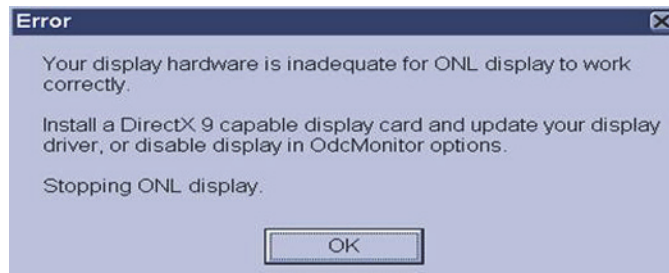 Error
Your display hardware is inadequate for ONL display to work
correctly.
Install a DirectX 9 capable display card and update your display
driver, or disable display in OdcMonitor options.
Stopping ONL display.
OK